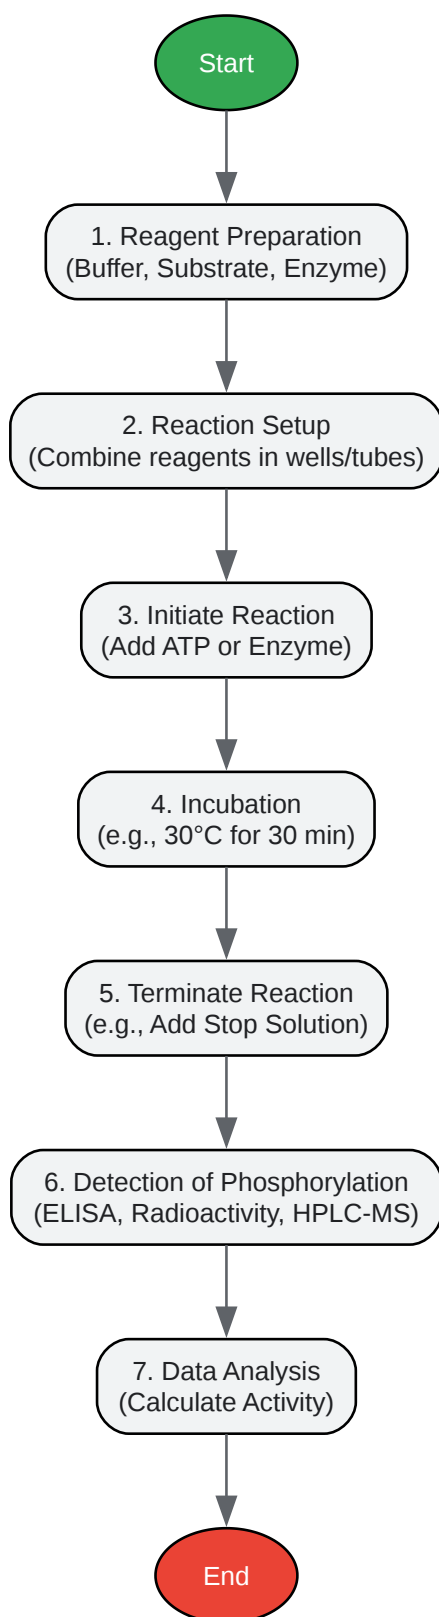 Start
1. Reagent Preparation
(Buffer, Substrate, Enzyme)
2. Reaction Setup
(Combine reagents in wells/tubes)
3. Initiate Reaction
(Add ATP or Enzyme)
4. Incubation
(e.g., 30°C for 30 min)
5. Terminate Reaction
(e.g., Add Stop Solution)
6. Detection of Phosphorylation
(ELISA, Radioactivity, HPLC-MS)
7. Data Analysis
(Calculate Activity)
End